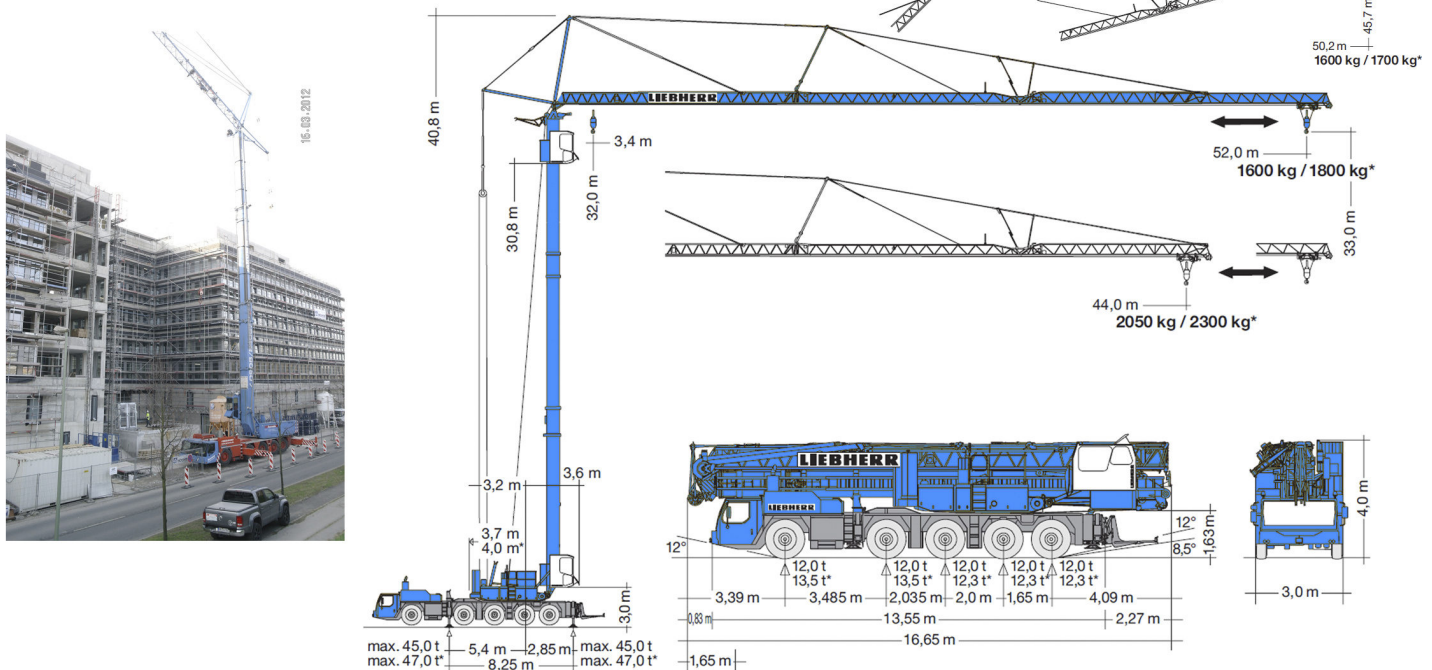 16.03.2012
45,7 m
50,2 m
1600 kg / 1700 kg*
40,8 m
LIEBHERR
3,4 m
32,0 m
30,8 m
52,0 m
1600 kg / 1800 kg*
33,0 m
44,0 m
2050 kg / 2300 kg*
3,2 m
3,6 m
3,7 m
4,0 m*
3,0 m
max. 45,0 t
max. 47,0 t*
5,4 m
2,85 m
8,25 m
max. 45,0 t
max. 47,0 t*
LIEBHERR
LIEBHERR
LIEBHERR
12°
12°
8,5°
1,63 m
4,0 m
12,0 t
13,5 t*
12,0 t
13,5 t*
12,0 t
12,3 t*
12,0 t
12,3 t*
12,0 t
12,3 t*
3,39 m
3,485 m
2,035 m
2,0 m
1,65 m
4,09 m
3,0 m
0,83 m
13,55 m
2,27 m
16,65 m
1,65 m